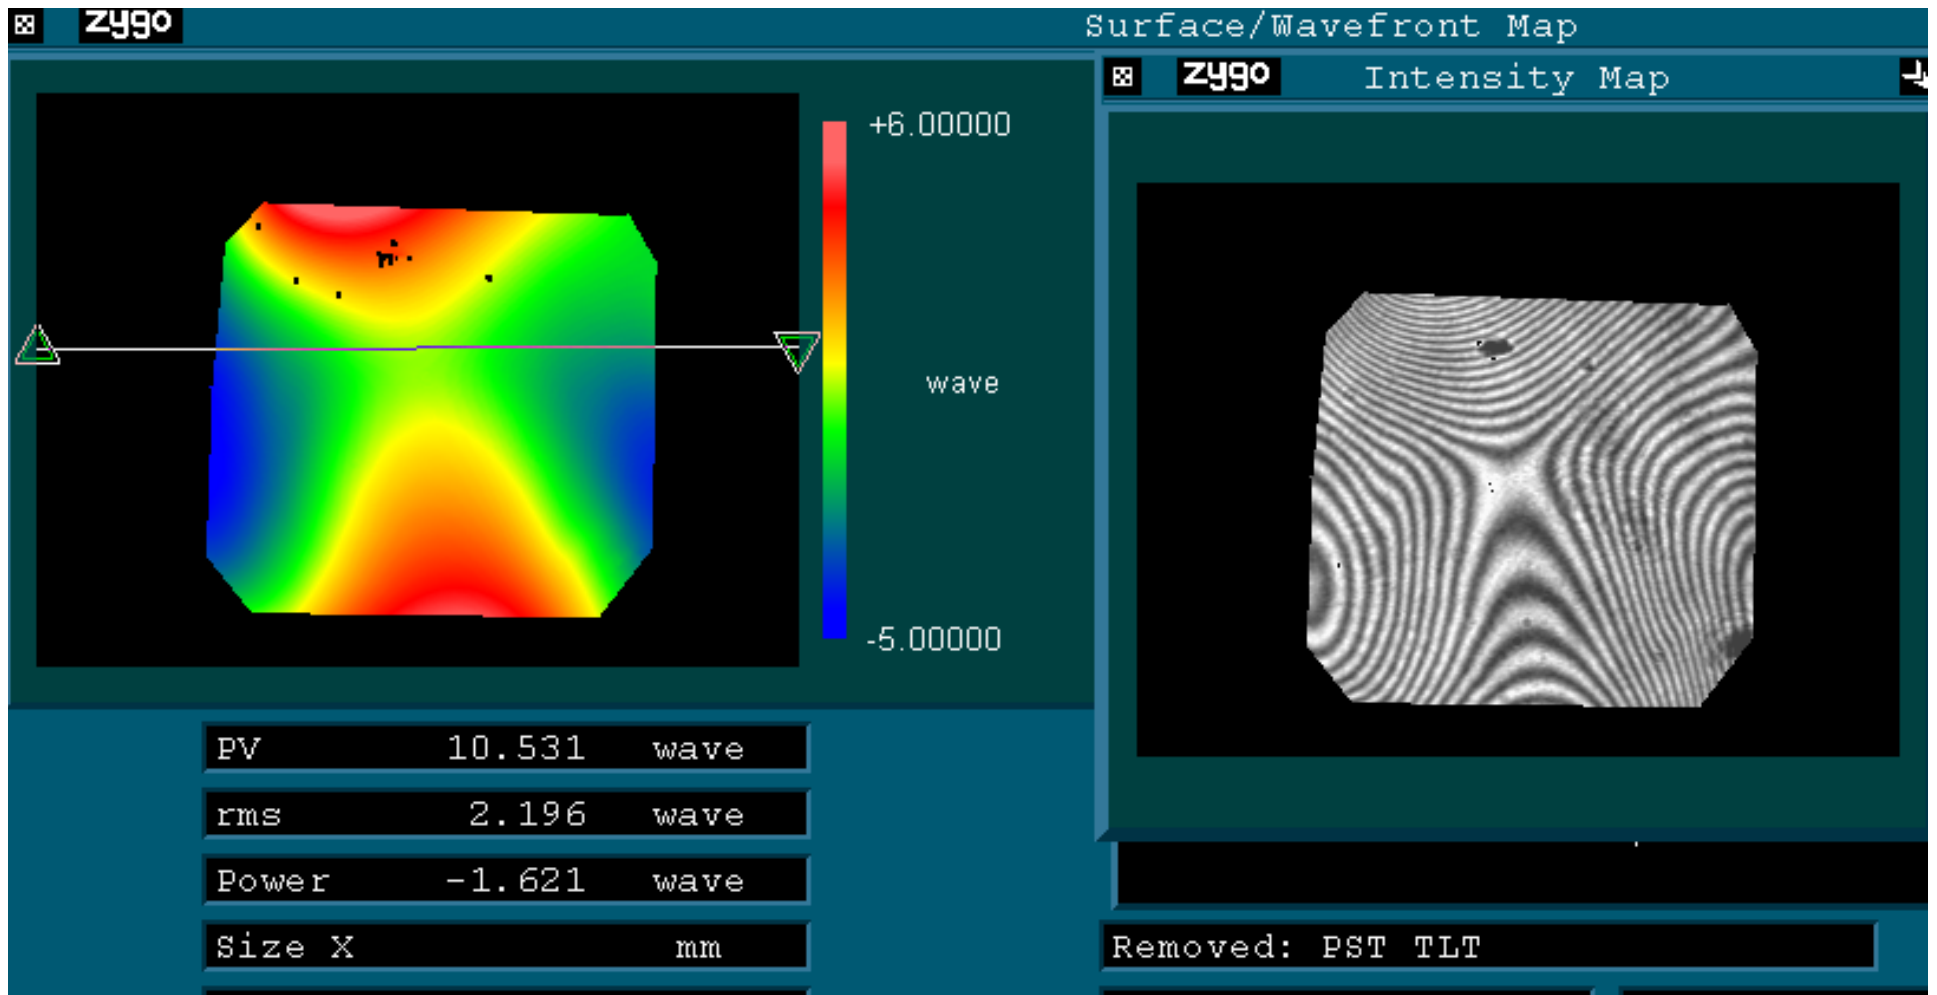 zygo
Surface/Wavefront Map
zygo
Intensity Map
+6.00000
wave
-5.00000
PV 10.531 wave
rms 2.196 wave
Power -1.621 wave
Size X mm
Removed: PST TLT